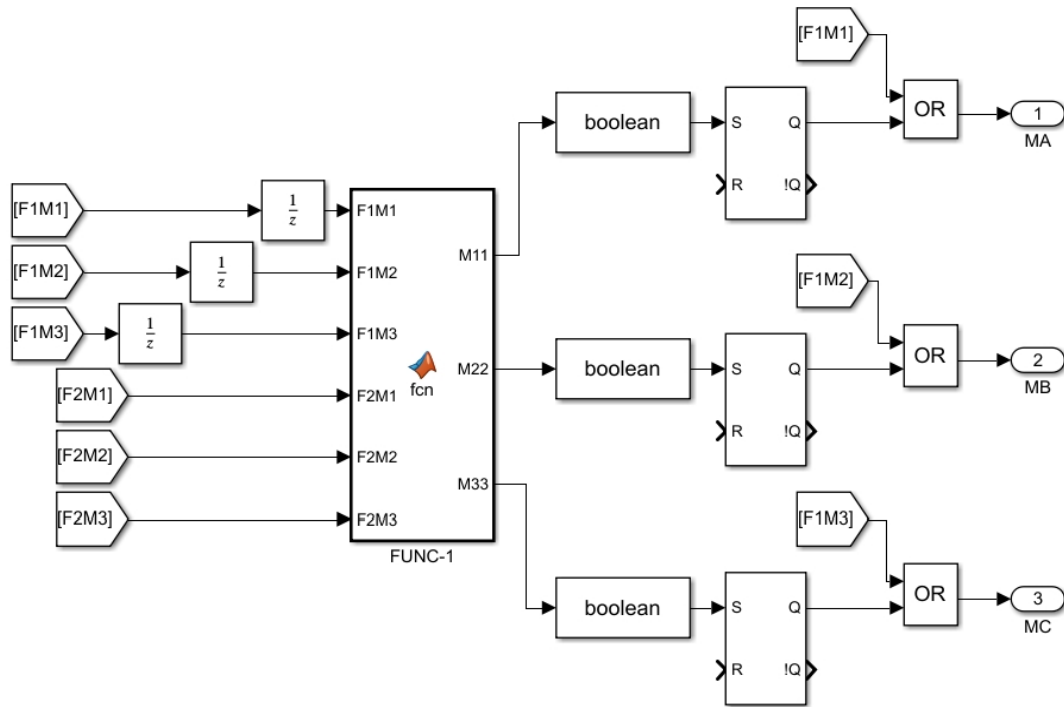 [F1M1]
OR
1
MA
boolean
S
Q
R
!Q
[F1M1]
1
z
F1M1
[F1M2]
1
z
F1M2
[F1M3]
1
z
F1M3
[F2M1]
F2M1
[F2M2]
F2M2
[F2M3]
F2M3
M11
M22
M33
fcn
FUNC-1
[F1M2]
OR
2
MB
boolean
S
Q
R
!Q
[F1M3]
OR
3
MC
boolean
S
Q
R
!Q